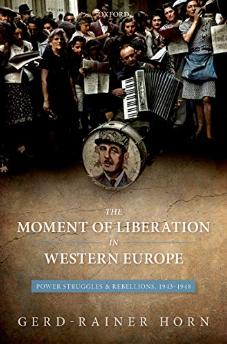 OXFORD
THE
MOMENT OF LIBERATION
IN
WESTERN EUROPE
POWER STRUGGLES & REBELLIONS, 1943–1948
GERD-RAINER HORN